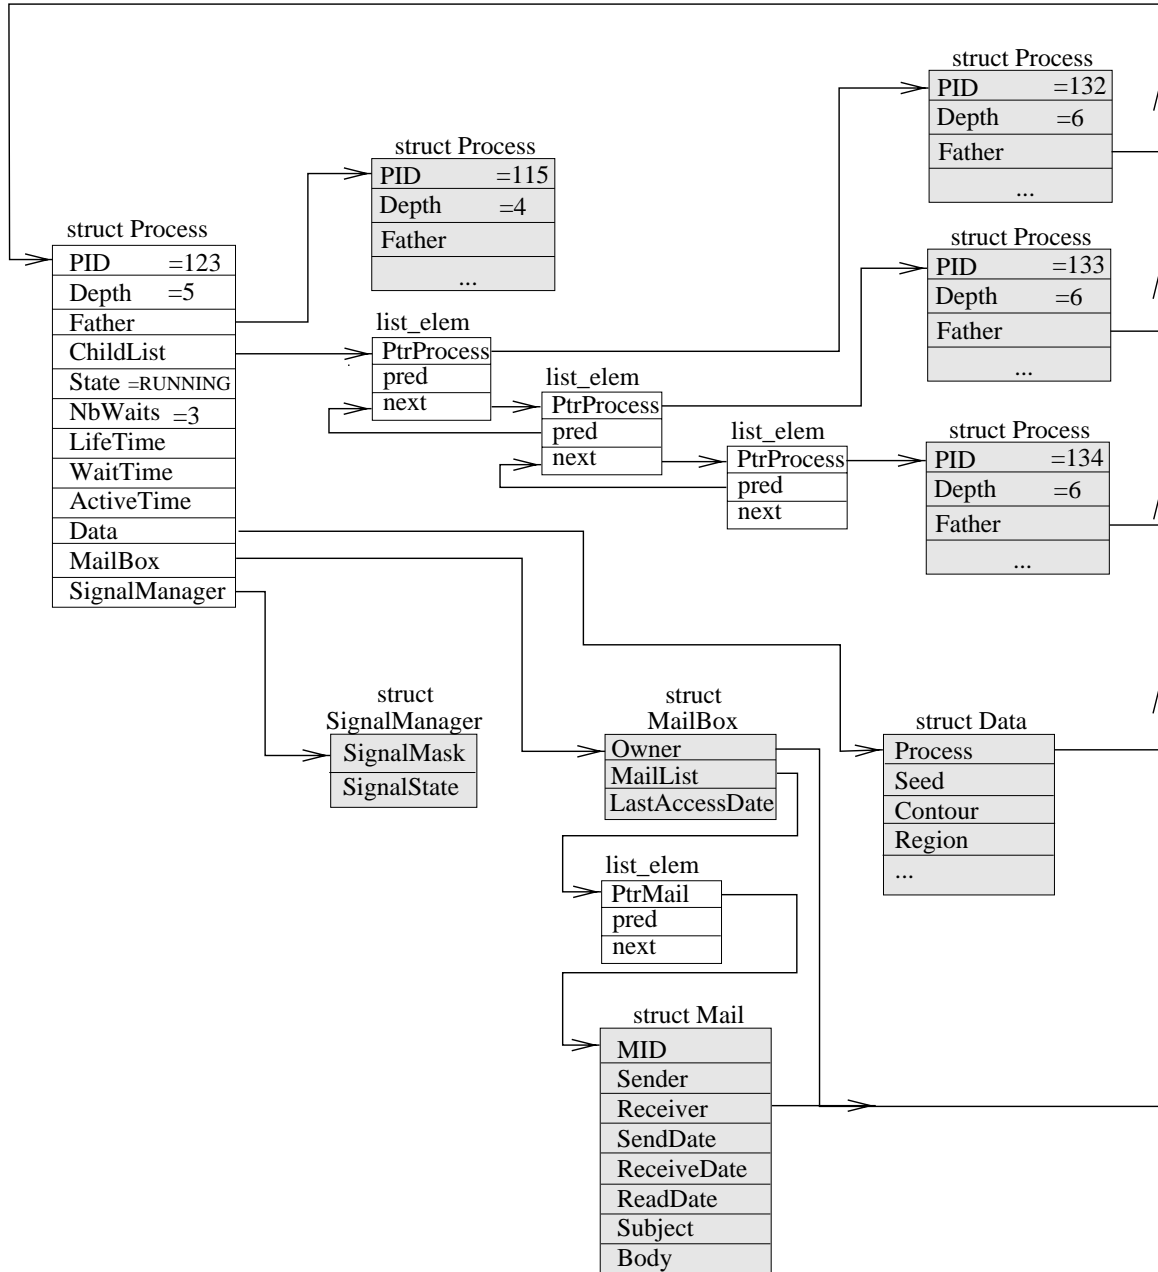 struct Process
PID =132
Depth =6
Father
...
struct Process
PID =115
Depth =4
Father
...
struct Process
PID =123
Depth =5
Father
ChildList
State =RUNNING
NbWaits =3
LifeTime
WaitTime
ActiveTime
Data
MailBox
SignalManager
list_elem
PtrProcess
pred
next
list_elem
PtrProcess
pred
next
list_elem
PtrProcess
pred
next
struct Process
PID =133
Depth =6
Father
...
struct Process
PID =134
Depth =6
Father
...
struct
SignalManager
SignalMask
SignalState
struct
MailBox
Owner
MailList
LastAccessDate
struct Data
Process
Seed
Contour
Region
...
list_elem
PtrMail
pred
next
struct Mail
MID
Sender
Receiver
SendDate
ReceiveDate
ReadDate
Subject
Body